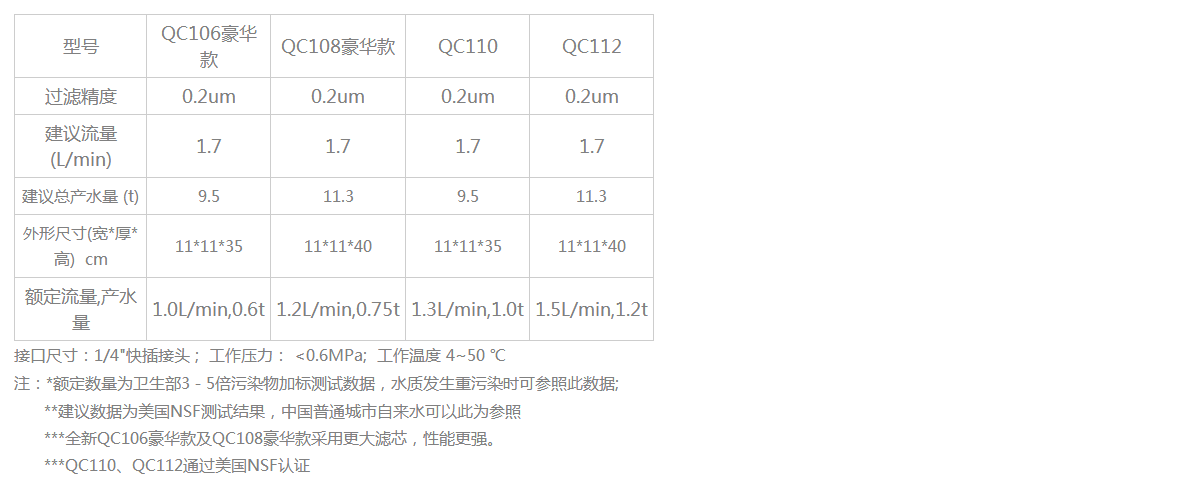 型号 QC106豪华款 QC108豪华款 QC110 QC112
过滤精度 0.2um 0.2um 0.2um 0.2um
建议流量(L/min) 1.7 1.7 1.7 1.7
建议总产水量 (t) 9.5 11.3 9.5 11.3
外形尺寸(宽*厚*高)  cm 11*11*35 11*11*40 11*11*35 11*11*40
额定流量,产水量 1.0L/min,0.6t 1.2L/min,0.75t 1.3L/min,1.0t 1.5L/min,1.2t
接口尺寸：1/4"快插接头； 工作压力： <0.6MPa;  工作温度 4~50 ℃
注：*额定数量为卫生部3－5倍污染物加标测试数据，水质发生重污染时可参照此数据;
**建议数据为美国NSF测试结果，中国普通城市自来水可以此为参照
***全新QC106豪华款及QC108豪华款采用更大滤芯，性能更强。
***QC110、QC112通过美国NSF认证